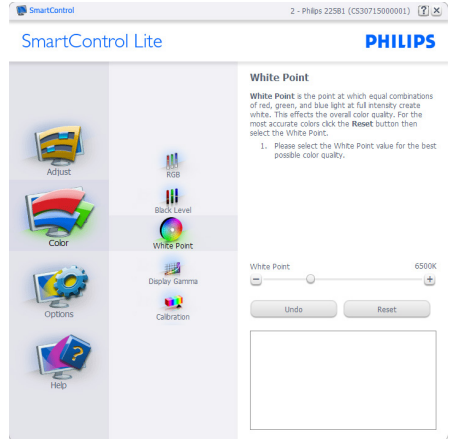 SmartControl
2 - Philips 225B1 (CS30715000001)
SmartControl Lite
PHILIPS
Adjust
Color
Options
Help
RGB
Black Level
White Point
Display Gamma
Calibration
White Point
White Point is the point at which equal combinations
of red, green, and blue light at full intensity create
white. This effects the overall color quality. For the
most accurate colors click the Reset button then
select the White Point.
1. Please select the White Point value for the best
possible color quality.
White Point 6500K
Undo Reset